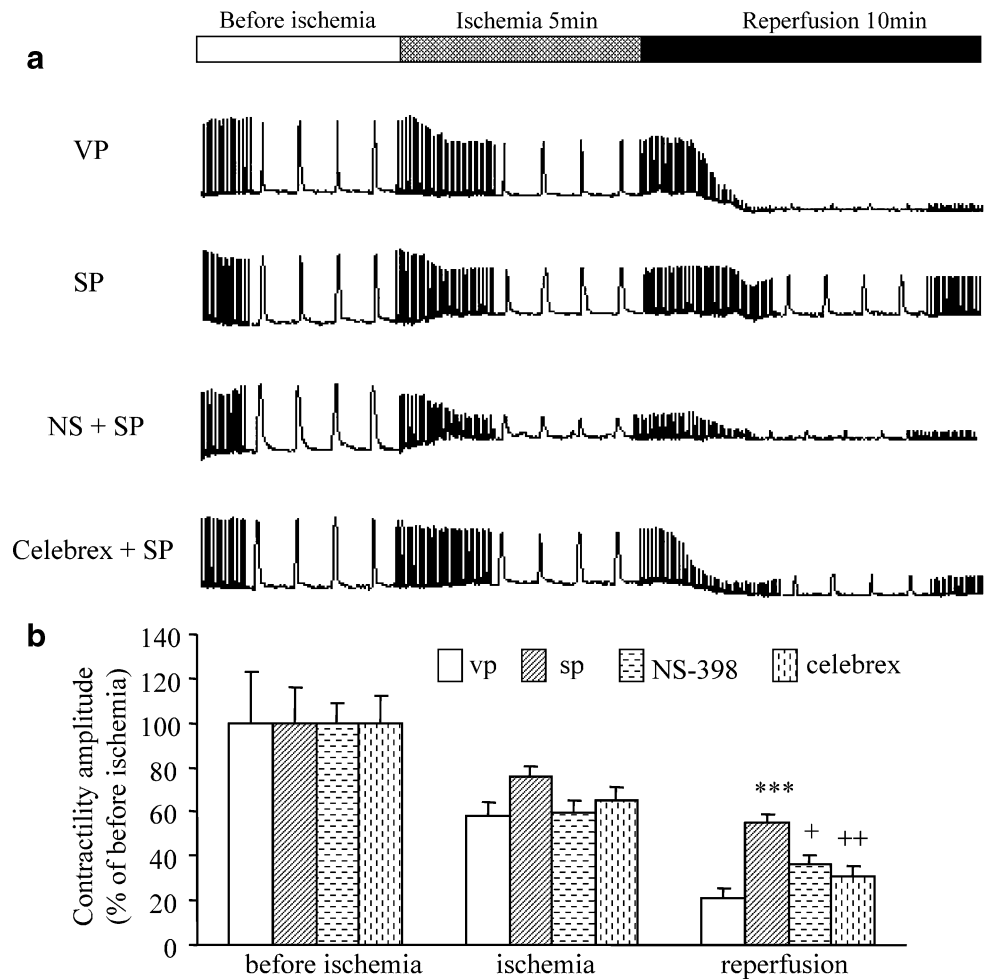 Before ischemia Ischemia 5min Reperfusion 10min
a
VP
SP
NS + SP
Celebrex + SP
b
Contractility amplitude
(% of before ischemia)
140
120
100
80
60
40
20
0
vp sp NS-398 celebrex
***
+
++
before ischemia ischemia reperfusion